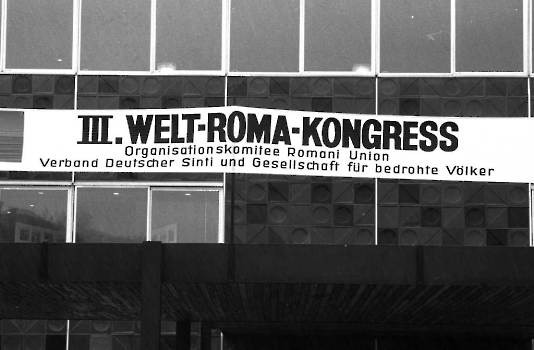 III. WELT-ROMA-KONGRESS
Organisationskomitee Romani Union
Verband Deutscher Sinti und Gesellschaft für bedrohte Völker